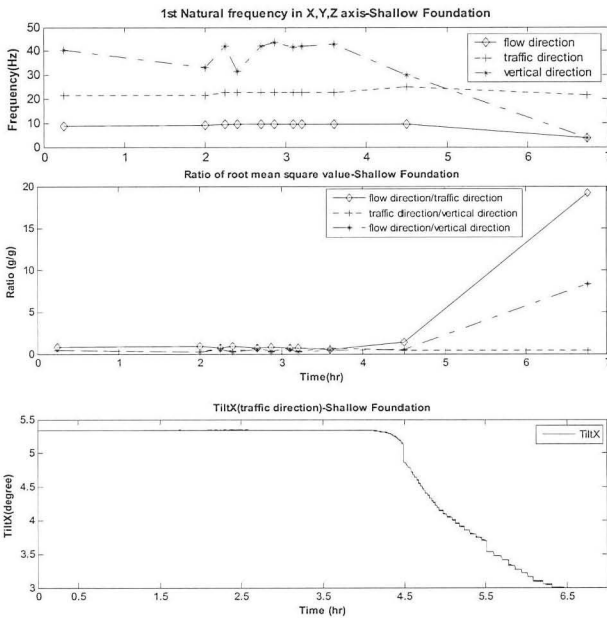 1st Natural frequency in X,Y,Z axis-Shallow Foundation
Frequency(Hz)
50
40
30
20
10
0
flow direction
traffic direction
vertical direction
0 1 2 3 4 5 6 7
Ratio of root mean square value-Shallow Foundation
Ratio (g/g)
20
15
10
5
0
flow direction/traffic direction
traffic direction/vertical direction
flow direction/vertical direction
0 1 2 3 4 5 6 7
Time(hr)
TiltX(traffic direction)-Shallow Foundation
TiltX(degree)
5.5
5
4.5
4
3.5
3
TiltX
0 0.5 1.5 2.5 3.5 4.5 5.5 6.5
Time (hr)